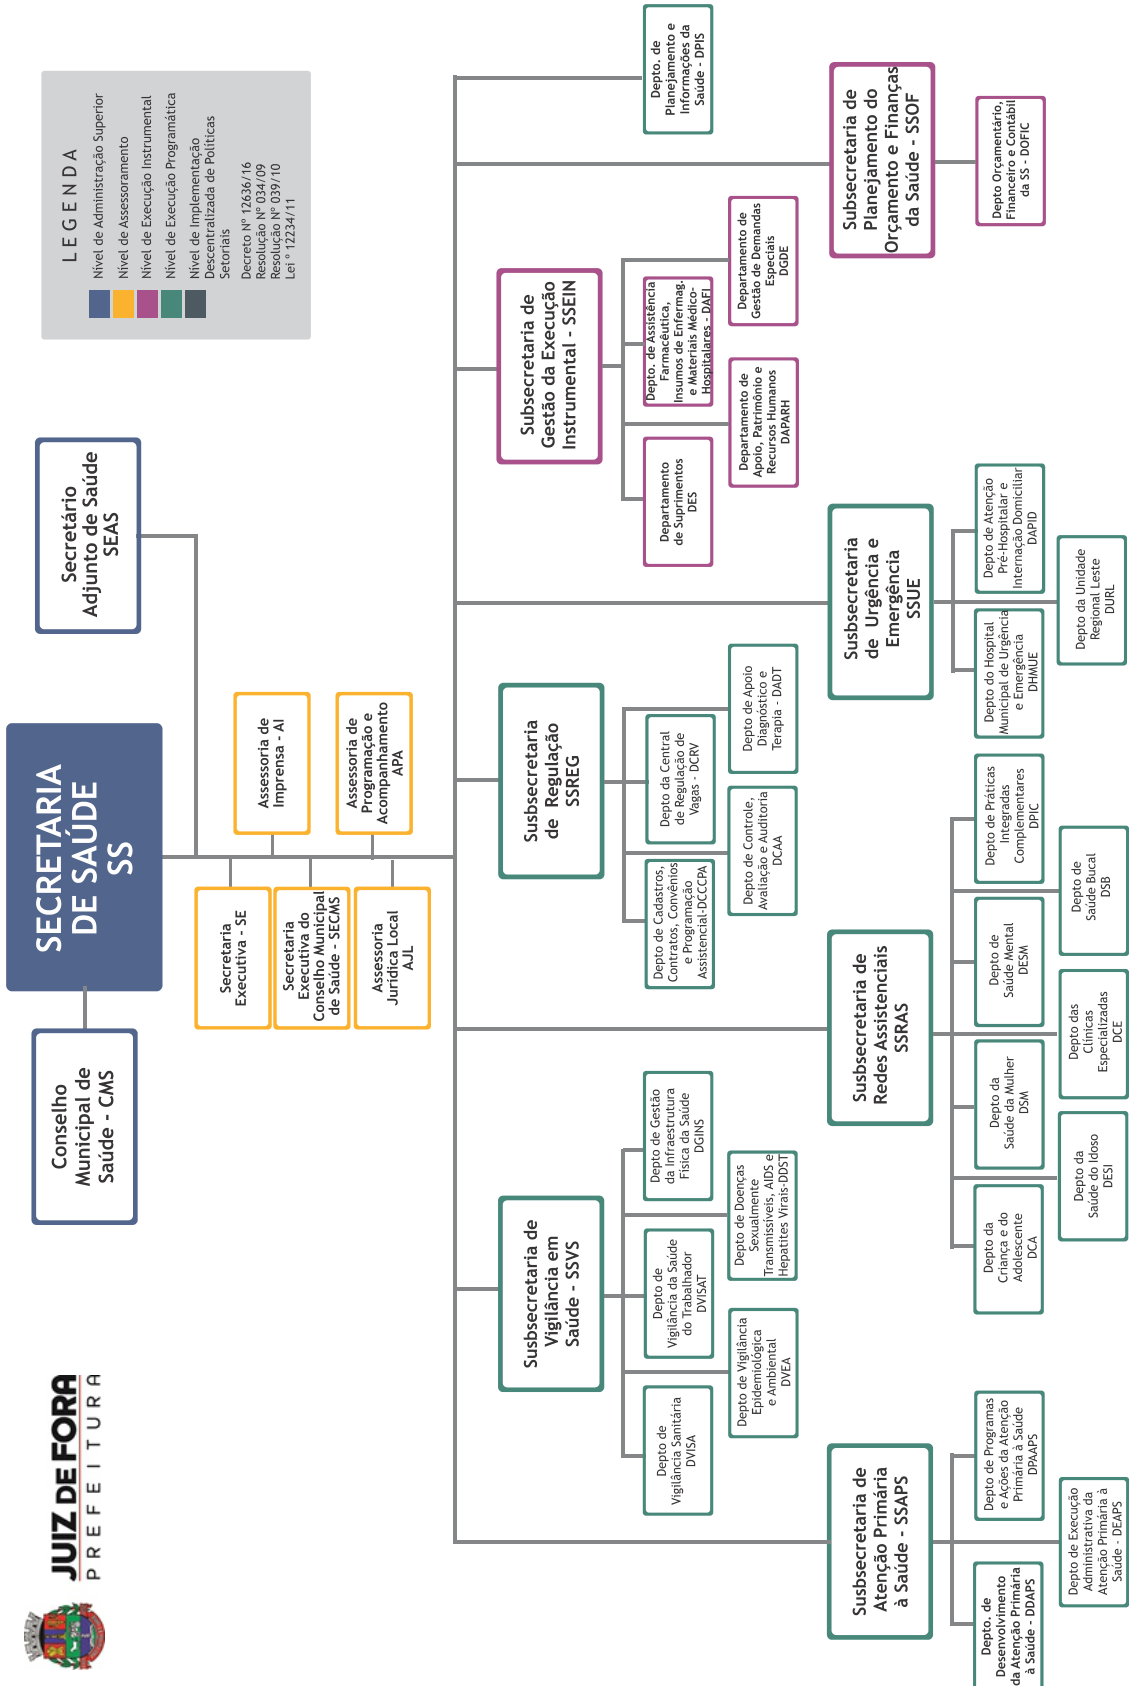 JUIZ DE FORA
PREFEITURA
Conselho
Municipal de
Saúde - CMS
SECRETARIA
DE SAÚDE
SS
Secretário
Adjunto de Saúde
SEAS
LEGENDA
Nível de Administração Superior
Nível de Assessoramento
Nível de Execução Instrumental
Nível de Execução Programática
Nível de Implementação
Descentralizada de Políticas
Setoriais
Decreto Nº 12636/16
Resolução Nº 034/09
Resolução Nº 039/10
Lei º 12234/11
Secretaria
Executiva - SE
Assessoria de
Imprensa - AI
Secretaria
Executiva do
Conselho Municipal
de Saúde - SECMS
Assessoria de
Programação e
Acompanhamento
APA
Assessoria
Jurídica Local
AJL
Susbsecretaria de
Vigilância em
Saúde - SSVS
Susbsecretaria
de Regulação
SSREG
Subsecretaria de
Gestão da Execução
Instrumental - SSEIN
Depto. de
Planejamento e
Informações da
Saúde - DPIS
Depto de
Vigilância Sanitária
DVISA
Depto de
Vigilância da Saúde
do Trabalhador
DVISAT
Depto de Gestão
da Infraestrutura
Física da Saúde
DGINS
Depto de Cadastros,
Contratos, Convênios
e Programação
Assistencial-DCCCPA
Depto da Central
de Regulação de
Vagas - DCRV
Departamento
de Suprimentos
DES
Depto. de Assistência
Farmacêutica,
Insumos de Enfermag.
e Materiais Médico-
Hospitalares - DAFI
Depto de Vigilância
Epidemiológica
e Ambiental
DVEA
Depto de Doenças
Sexualmente
Transmissíveis, AIDS e
Hepatites Virais-DDST
Depto de Controle,
Avaliação e Auditoria
DCAA
Depto de Apoio
Diagnóstico e
Terapia - DADT
Departamento de
Apoio, Patrimônio e
Recursos Humanos
DAPARH
Departamento de
Gestão de Demandas
Especiais
DGDE
Susbsecretaria de
Atenção Primária
à Saúde - SSAPS
Susbsecretaria de
Redes Assistenciais
SSRAS
Susbsecretaria
de Urgência e
Emergência
SSUE
Subsecretaria de
Planejamento do
Orçamento e Finanças
da Saúde - SSOF
Depto. de
Desenvolvimento
da Atenção Primária
à Saúde - DDAPS
Depto de Programas
e Ações da Atenção
Primária à Saúde
DPAAPS
Depto da
Criança e do
Adolescente
DCA
Depto da
Saúde da Mulher
DSM
Depto de
Saúde Mental
DESM
Depto de Práticas
Integradas
Complementares
DPIC
Depto do Hospital
Municipal de Urgência
e Emergência
DHMUE
Depto de Atenção
Pré-Hospitalar e
Internação Domiciliar
DAPID
Depto Orçamentário,
Financeiro e Contábil
da SS - DOFIC
Depto de Execução
Administrativa da
Atenção Primária à
Saúde - DEAPS
Depto da
Saúde do Idoso
DESI
Depto das
Clínicas
Especializadas
DCE
Depto de
Saúde Bucal
DSB
Depto da Unidade
Regional Leste
DURL